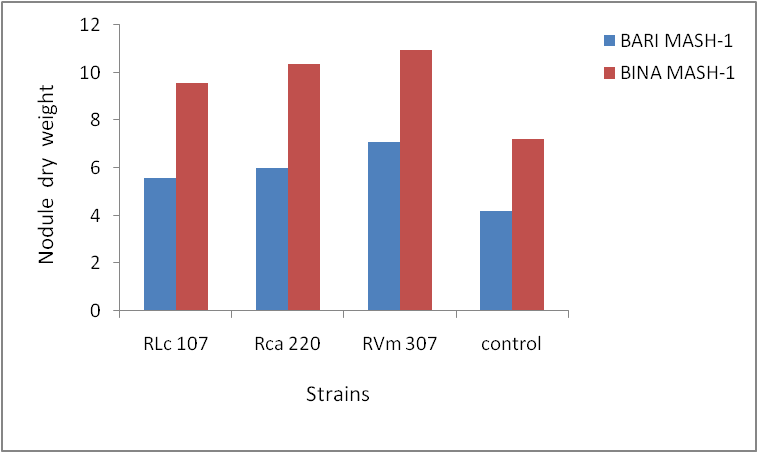 12
10
8
6
4
2
0
Nodule dry weight
RLc 107
Rca 220
RVm 307
control
Strains
BARI MASH-1
BINA MASH-1